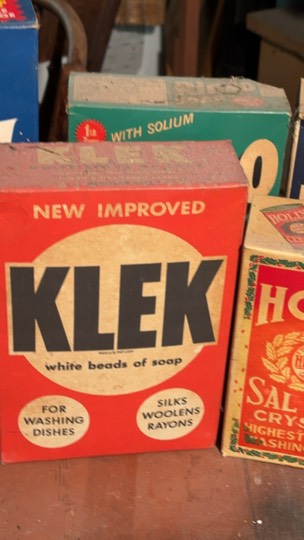 WITH SOLIUM
KLEK
NEW IMPROVED
KLEK
white beads of soap
FOR
WASHING
DISHES
SILKS
WOOLENS
RAYONS
HO
SAL
CRYS
HIGHEST
WASHING